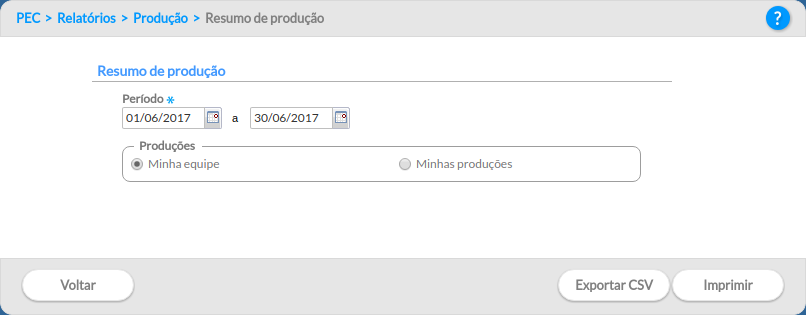 PEC > Relatórios > Produção > Resumo de produção
?
Resumo de produção
Período *
01/06/2017 a 30/06/2017
Produções
Minha equipe Minhas produções
Voltar Exportar CSV Imprimir